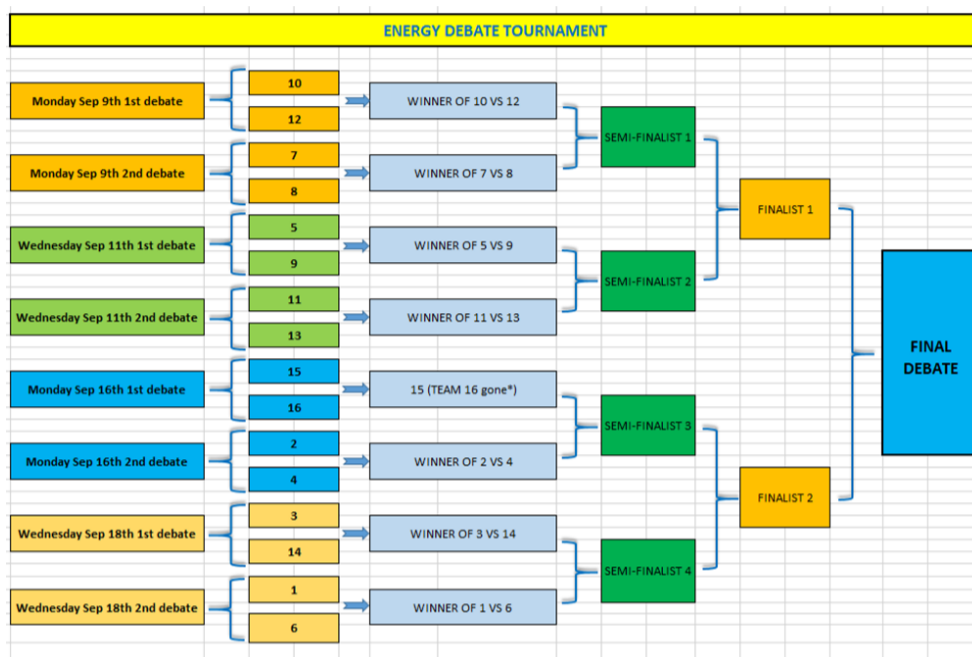 ENERGY DEBATE TOURNAMENT
Monday Sep 9th 1st debate
10
12
WINNER OF 10 VS 12
SEMI-FINALIST 1
Monday Sep 9th 2nd debate
7
8
WINNER OF 7 VS 8
FINALIST 1
Wednesday Sep 11th 1st debate
5
9
WINNER OF 5 VS 9
SEMI-FINALIST 2
Wednesday Sep 11th 2nd debate
11
13
WINNER OF 11 VS 13
FINAL
DEBATE
Monday Sep 16th 1st debate
15
16
15 (TEAM 16 gone*)
SEMI-FINALIST 3
Monday Sep 16th 2nd debate
2
4
WINNER OF 2 VS 4
FINALIST 2
Wednesday Sep 18th 1st debate
3
14
WINNER OF 3 VS 14
SEMI-FINALIST 4
Wednesday Sep 18th 2nd debate
1
6
WINNER OF 1 VS 6